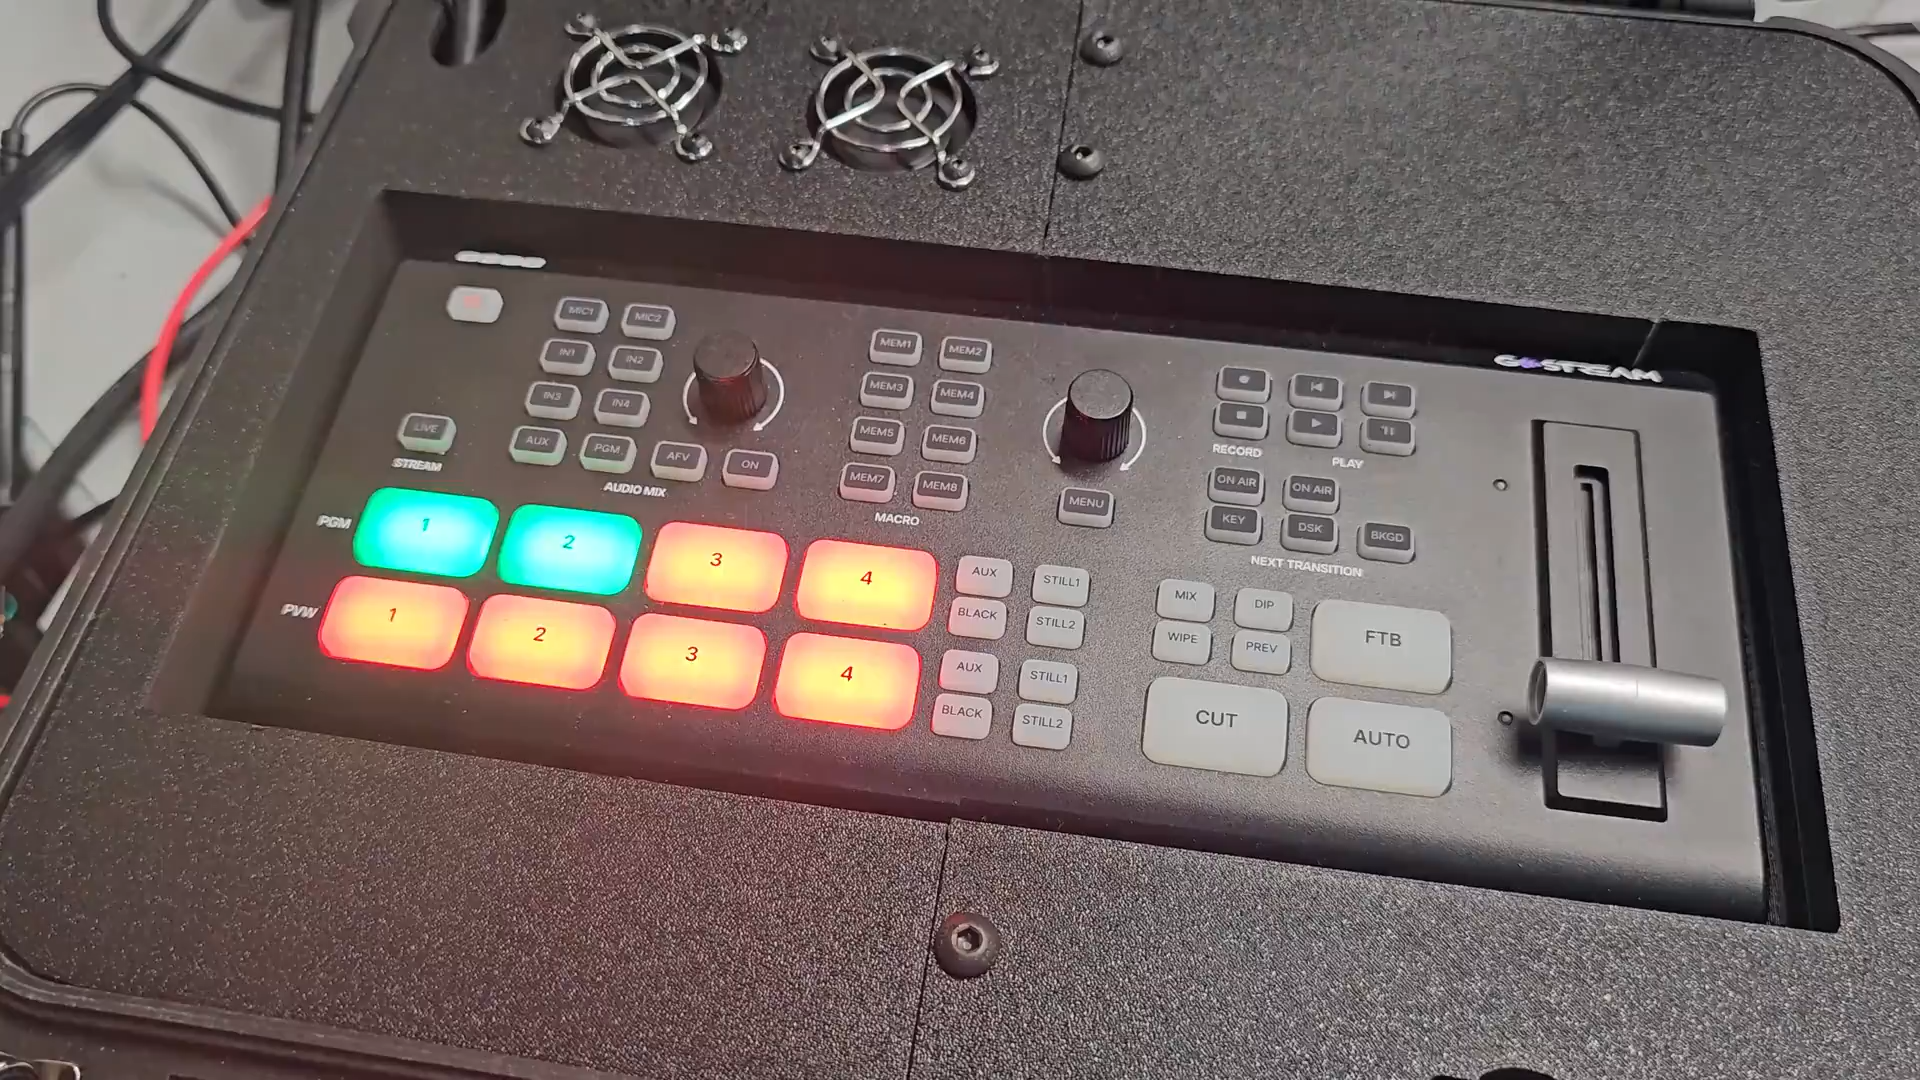 GOSTREAM
MIC1 MIC2
IN1 IN2
IN3 IN4
AUX PGM AFV ON
AUDIO MIX
LIVE
STREAM
MEM1 MEM2
MEM3 MEM4
MEM5 MEM6
MEM7 MEM8
MACRO
MENU
RECORD PLAY
ON AIR ON AIR
KEY DSK BKGD
NEXT TRANSITION
PGM 1 2 3 4
AUX STILL1
BLACK STILL2
PVW 1 2 3 4
AUX STILL1
BLACK STILL2
MIX DIP
WIPE PREV
FTB
CUT AUTO